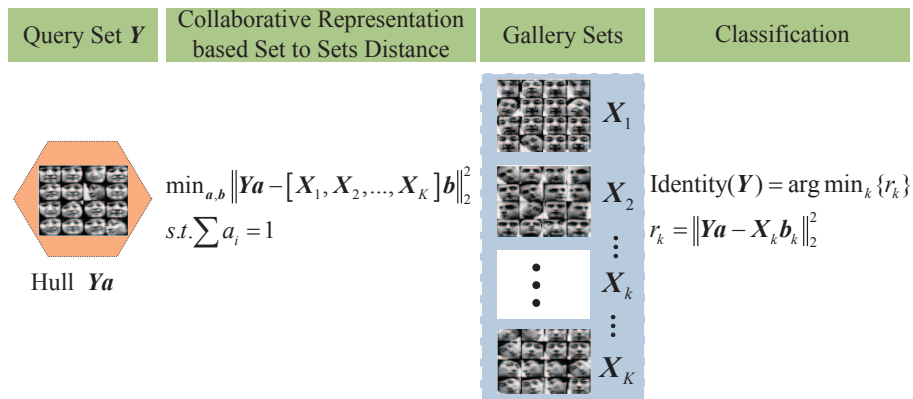 Query Set Y
Collaborative Representation
based Set to Sets Distance
Gallery Sets
Classification
Hull Ya
min_{a,b} ‖Ya − [X_1, X_2, ..., X_K] b‖_2^2
s.t. ∑ a_i = 1
X_1
X_2
⋮
X_k
⋮
X_K
Identity(Y) = arg min_k {r_k}
r_k = ‖Ya − X_k b_k‖_2^2